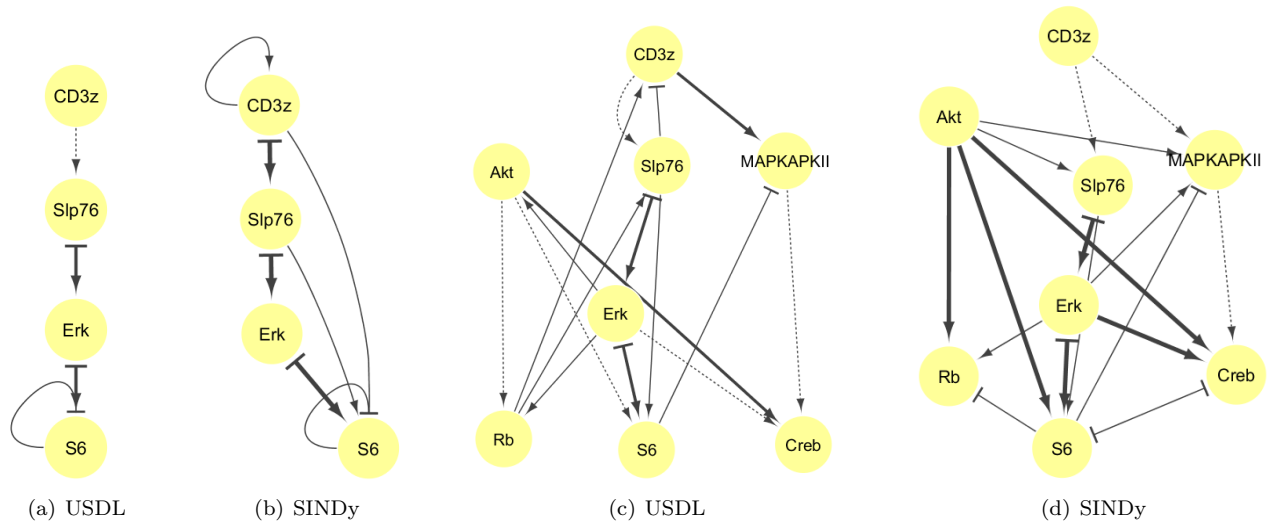 CD3z
Slp76
Erk
S6
(a) USDL
CD3z
Slp76
Erk
S6
(b) SINDy
CD3z
Slp76
MAPKAPKII
Akt
Erk
Rb
S6
Creb
(c) USDL
CD3z
Akt
MAPKAPKII
Slp76
Erk
Rb
Creb
S6
(d) SINDy